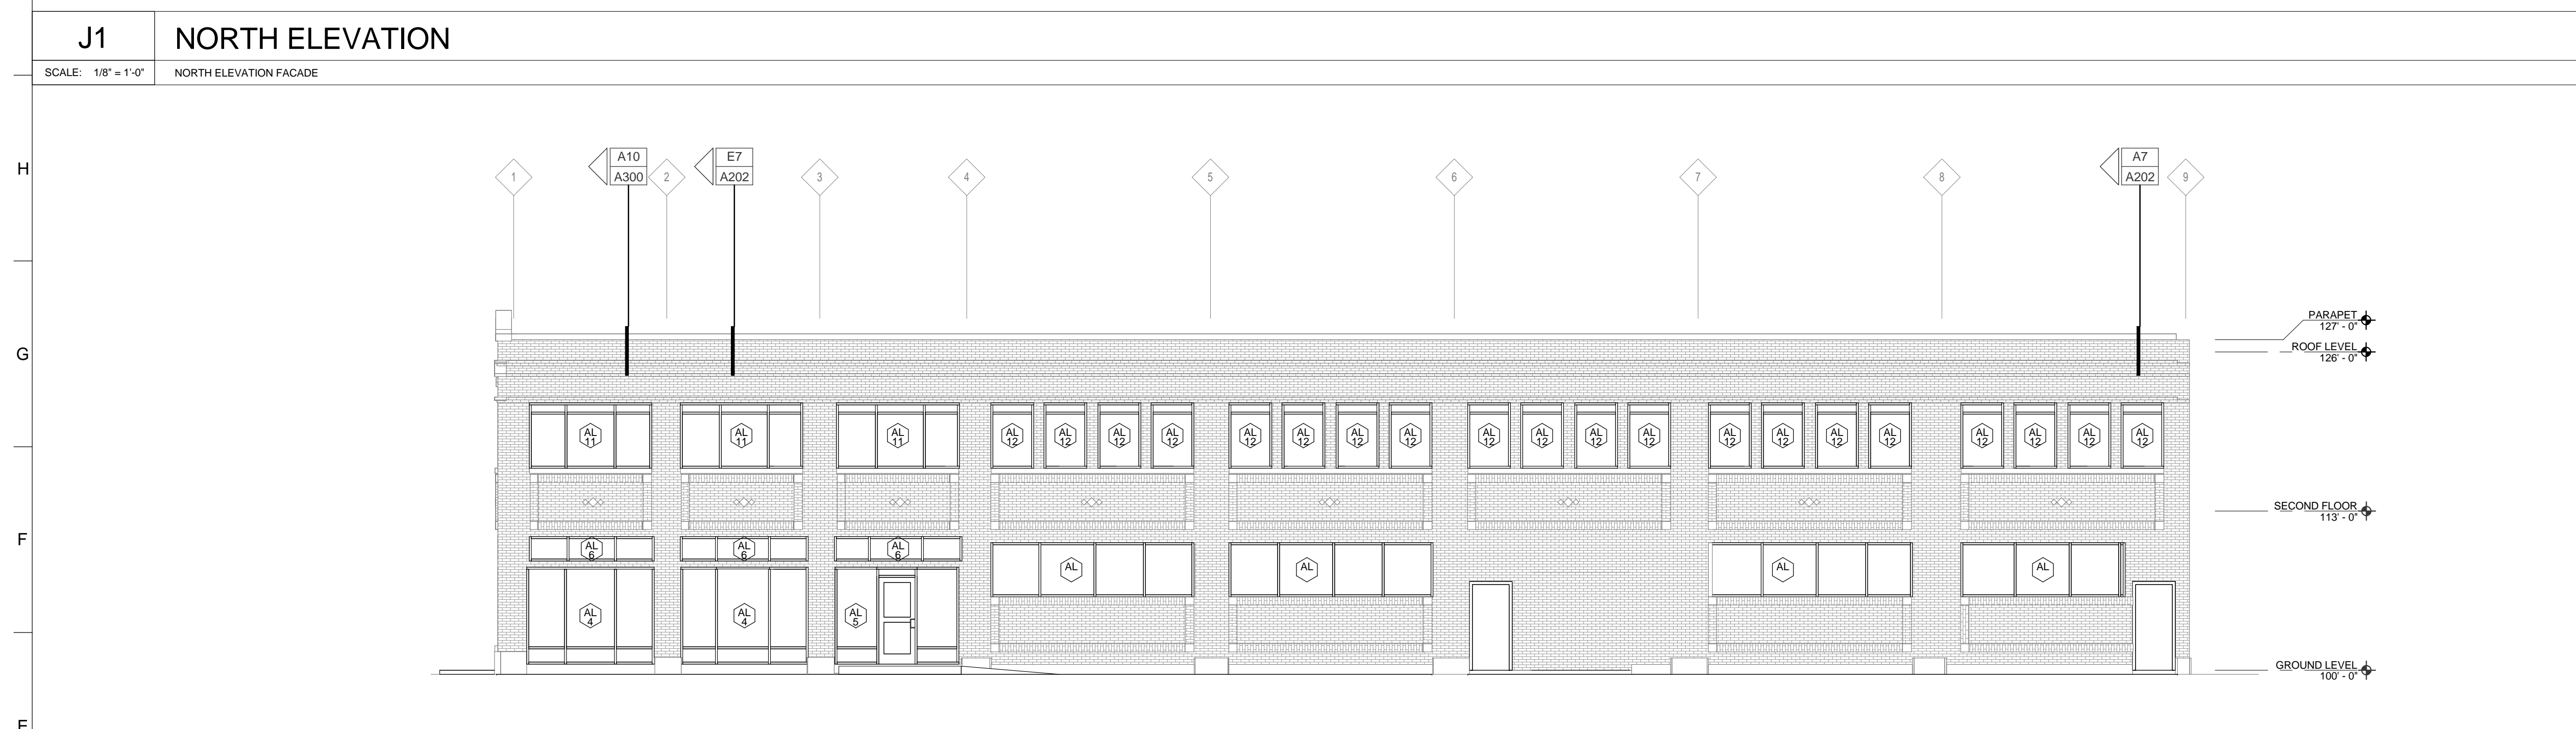 J1
NORTH ELEVATION
SCALE: 1/8" = 1'-0"
NORTH ELEVATION FACADE
H
G
F
E
A10
A300
E7
A202
A7
A202
1
2
3
4
5
6
7
8
9
PARAPET
127' - 0"
ROOF LEVEL
126' - 0"
AL
11
AL
11
AL
11
AL
12
AL
12
AL
12
AL
12
AL
12
AL
12
AL
12
AL
12
AL
12
AL
12
AL
12
AL
12
AL
12
AL
12
AL
12
AL
12
AL
12
AL
12
AL
12
AL
12
SECOND FLOOR
113' - 0"
AL
6
AL
6
AL
6
AL
AL
AL
AL
AL
4
AL
4
AL
5
GROUND LEVEL
100' - 0"